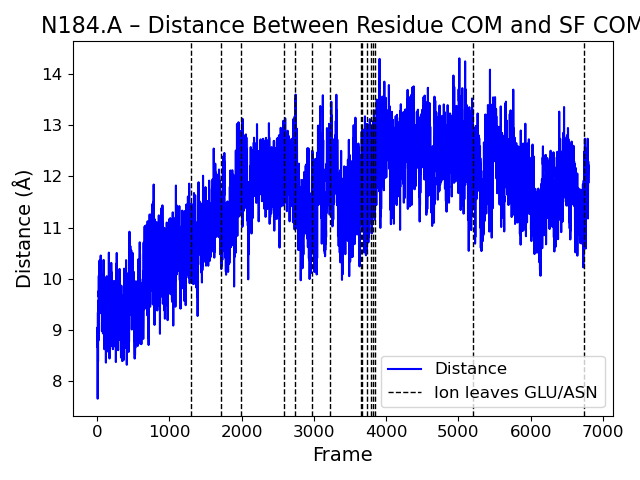 N184.A – Distance Between Residue COM and SF COM
Distance (Å)
14
13
12
11
10
9
8
Distance
Ion leaves GLU/ASN
0 1000 2000 3000 4000 5000 6000 7000
Frame